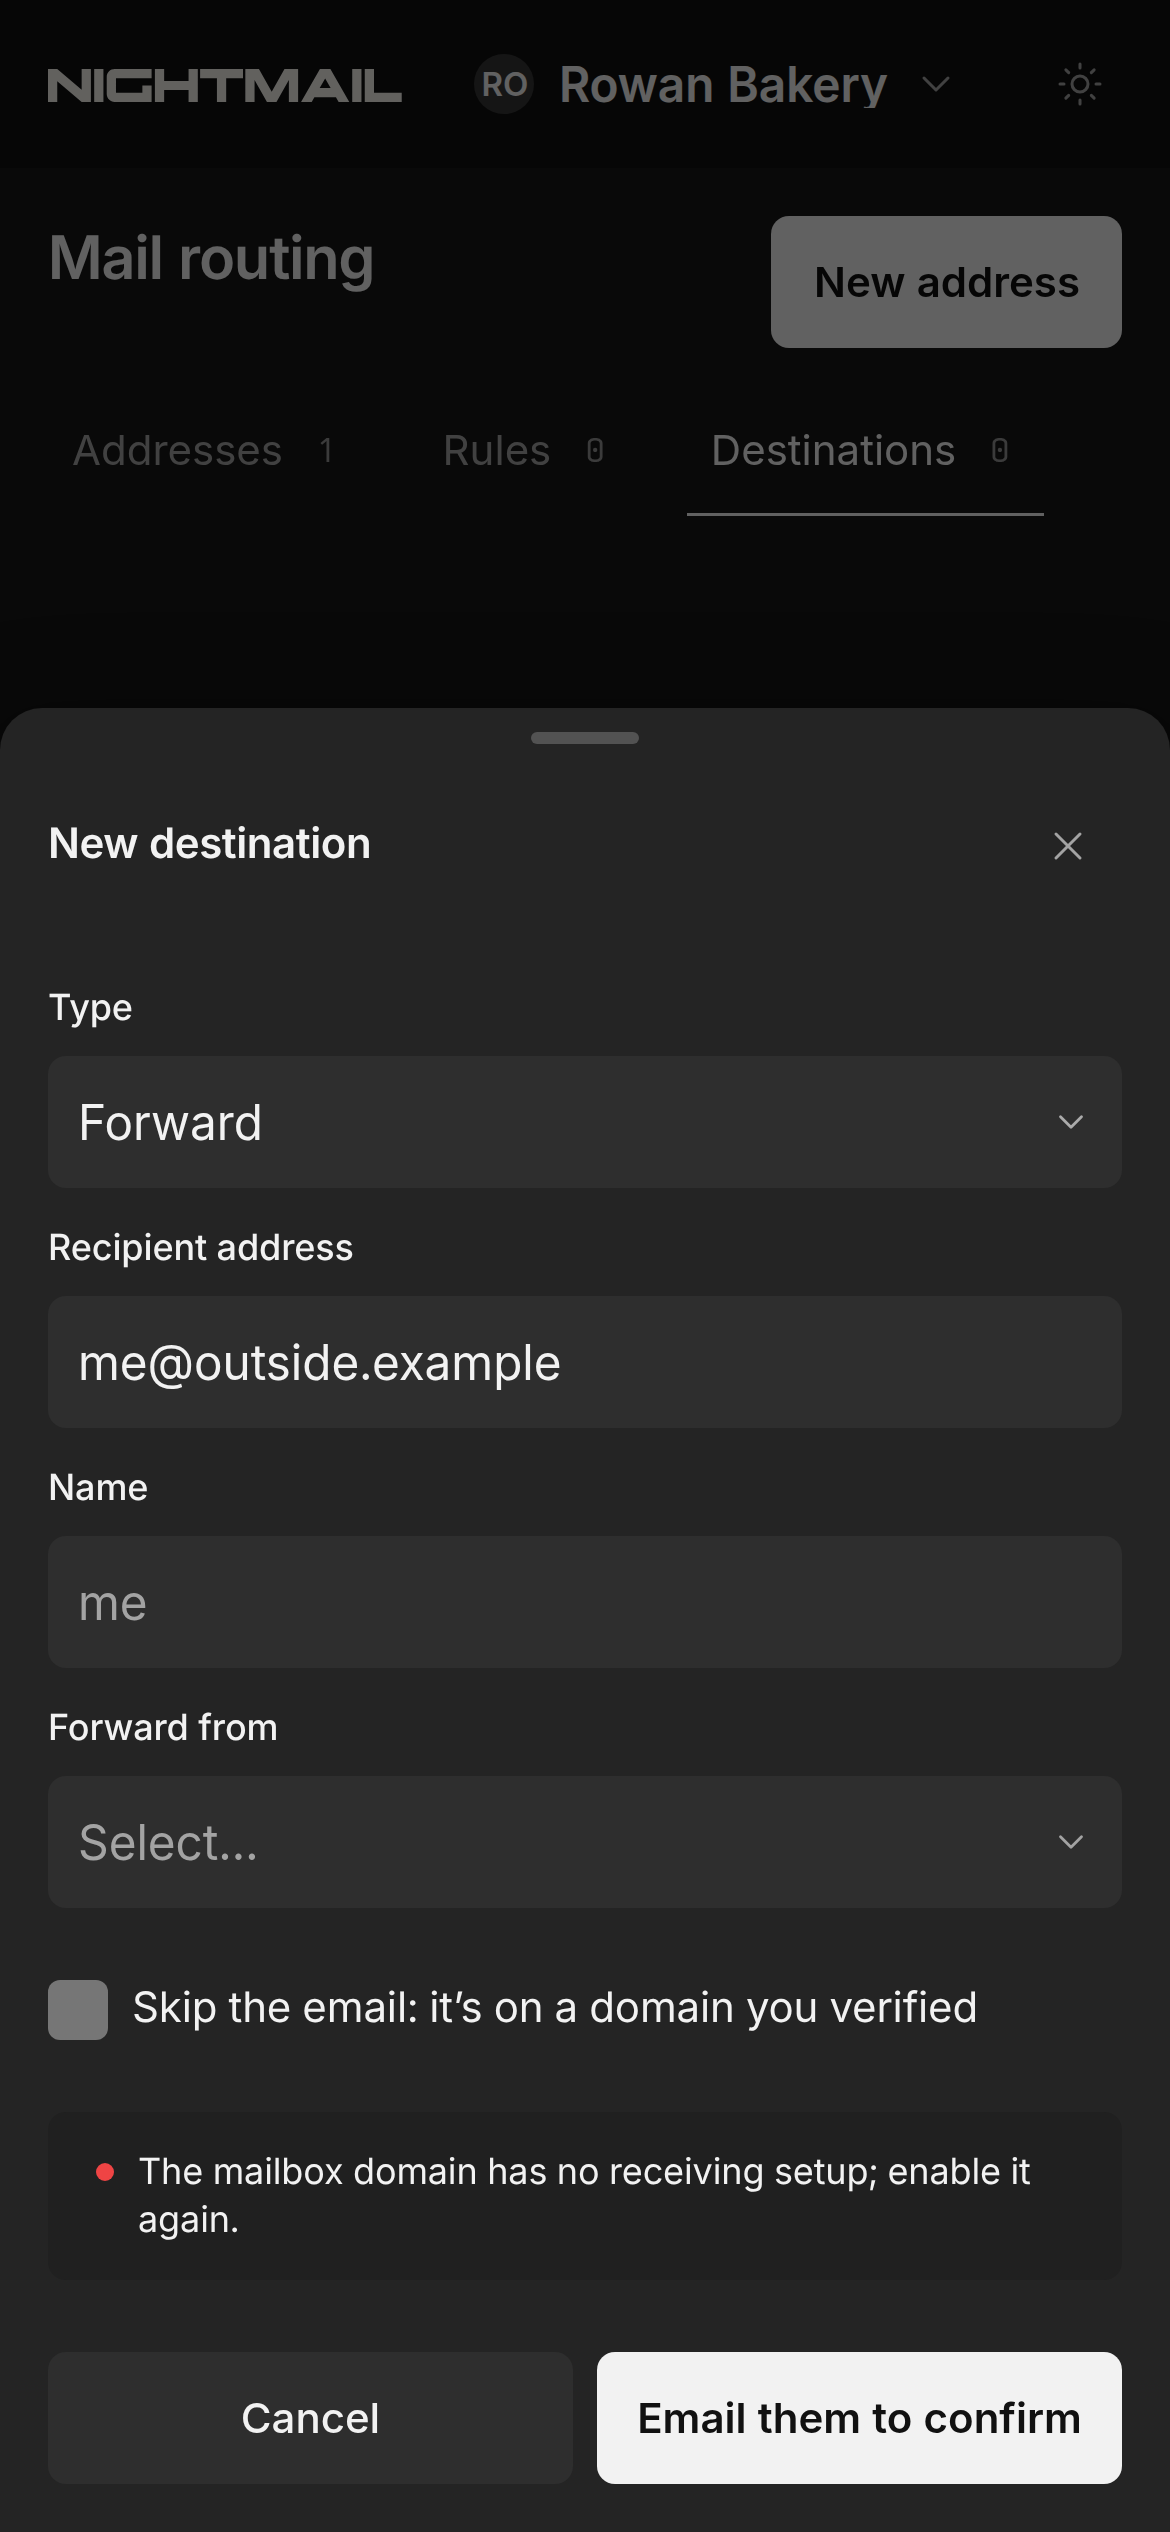 NIGHTMAIL
RO Rowan Bakery
Mail routing
New address
Addresses 1 Rules 0 Destinations 0
New destination
Type
Forward
Recipient address
me@outside.example
Name
me
Forward from
Select...
Skip the email: it’s on a domain you verified
The mailbox domain has no receiving setup; enable it
again.
Cancel
Email them to confirm